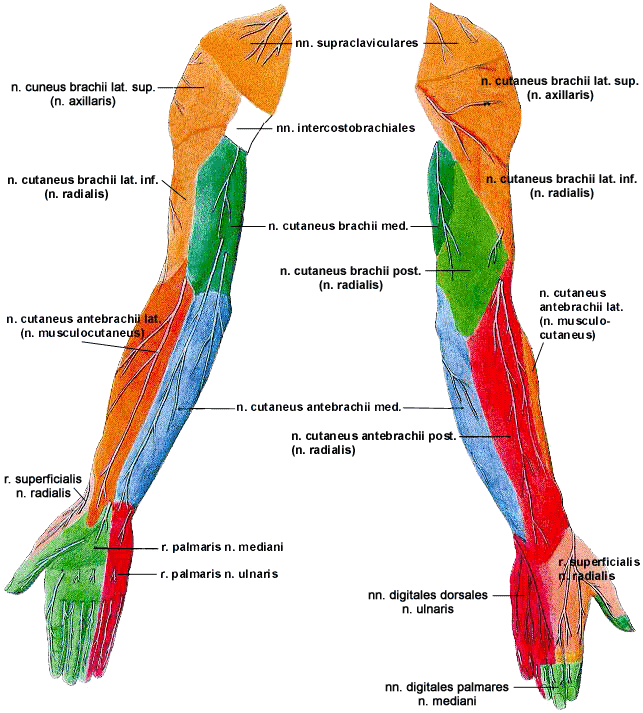 nn. supraclaviculares
n. cuneus brachii lat. sup.
(n. axillaris)
n. cutaneus brachii lat. sup.
(n. axillaris)
nn. intercostobrachiales
n. cutaneus brachii lat. inf.
(n. radialis)
n. cutaneus brachii lat. inf.
(n. radialis)
n. cutaneus brachii med.
n. cutaneus brachii post.
(n. radialis)
n. cutaneus
antebrachii lat.
(n. musculo-
cutaneus)
n. cutaneus antebrachii lat.
(n. musculocutaneus)
n. cutaneus antebrachii med.
n. cutaneus antebrachii post.
(n. radialis)
r. superficialis
n. radialis
r. palmaris n. mediani
r. palmaris n. ulnaris
r. superficialis
n. radialis
nn. digitales dorsales
n. ulnaris
nn. digitales palmares
n. mediani